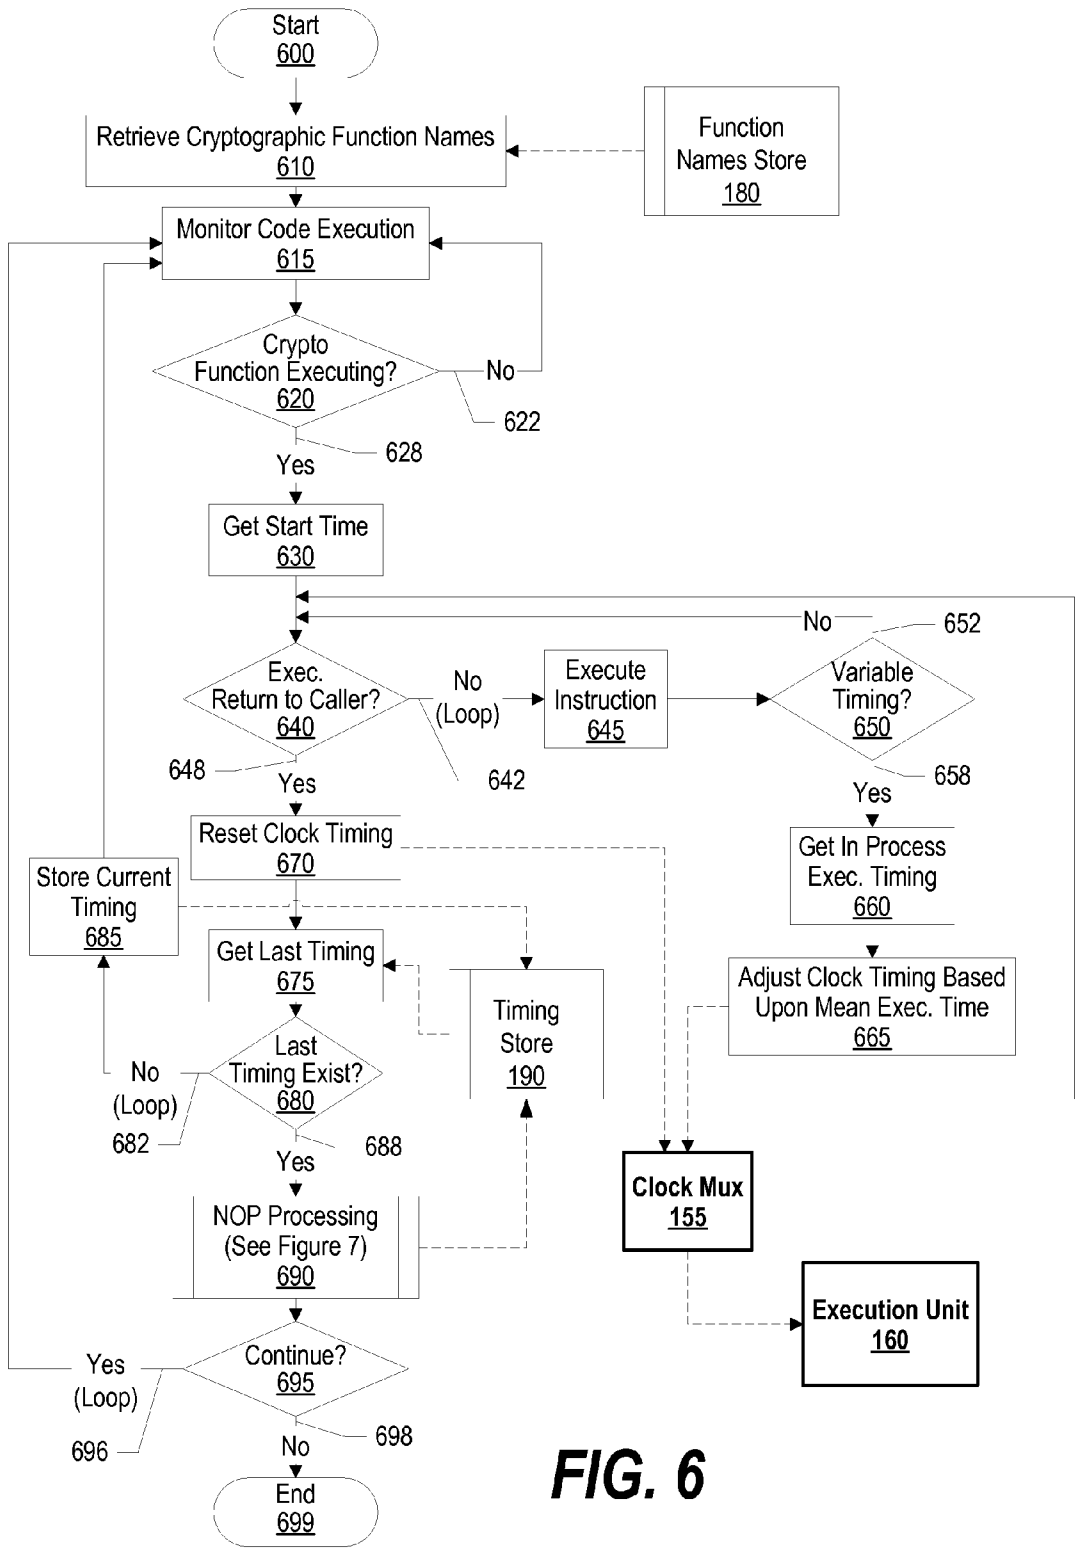 Start
600
Retrieve Cryptographic Function Names
610
Function
Names Store
180
Monitor Code Execution
615
Crypto
Function Executing?
620
No
622
628
Yes
Get Start Time
630
No
652
Exec.
Return to Caller?
640
No
(Loop)
642
Execute
Instruction
645
Variable
Timing?
650
648
Yes
658
Yes
Reset Clock Timing
670
Get In Process
Exec. Timing
660
Store Current
Timing
685
Get Last Timing
675
Timing
Store
190
Adjust Clock Timing Based
Upon Mean Exec. Time
665
Last
Timing Exist?
680
No
(Loop)
682
688
Yes
Clock Mux
155
NOP Processing
(See Figure 7)
690
Execution Unit
160
Continue?
695
Yes
(Loop)
696
698
No
End
699
FIG. 6